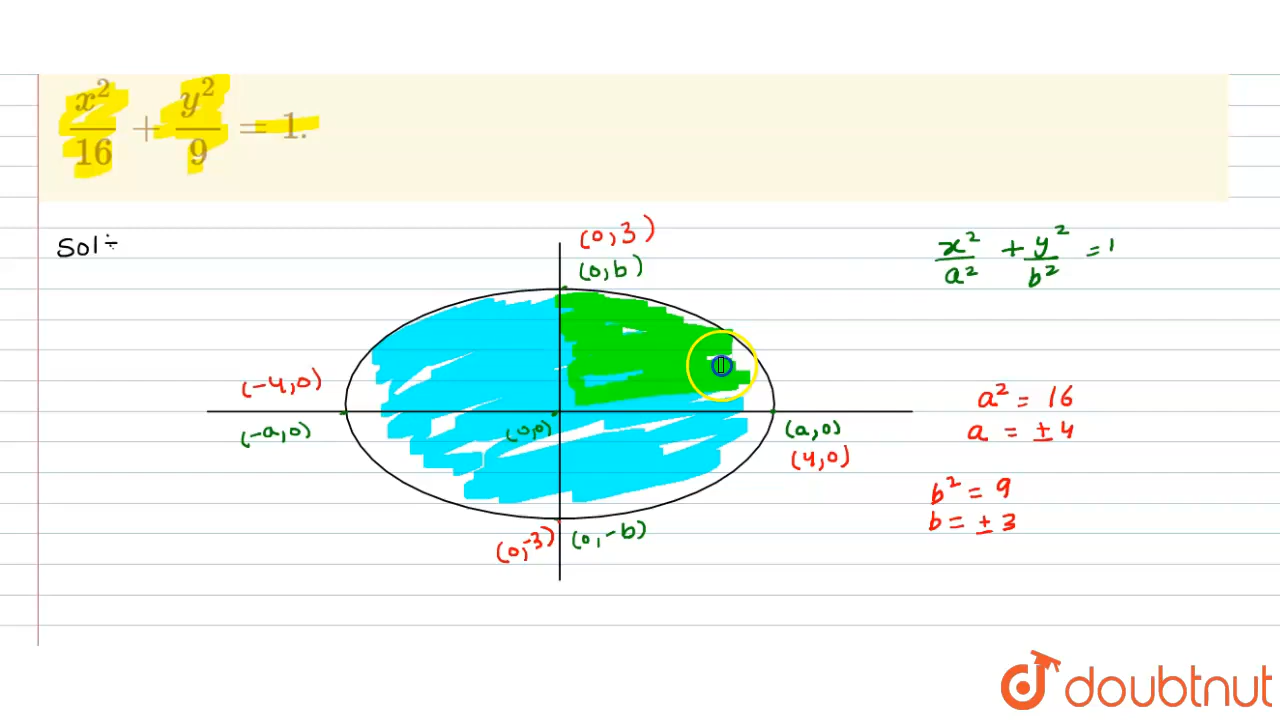 x²/16 + y²/9 = 1.
Sol ÷
(0, 3)
(0, b)
x²/a² + y²/b² = 1
(-4, 0)
(-a, 0)
(0,0)
(a, 0)
(4, 0)
a² = 16
a = ± 4
b² = 9
b = ± 3
(0, -3) (0, -b)
doubtnut